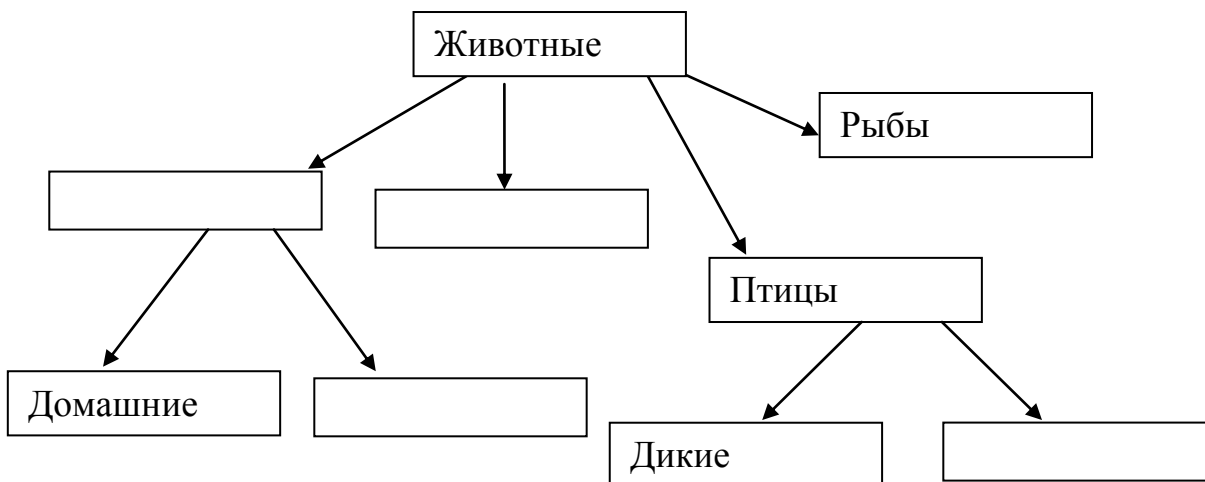 Животные
Рыбы
Птицы
Домашние
Дикие